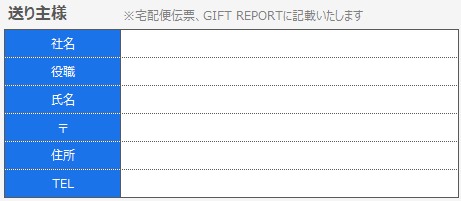 送り主様 ※宅配便伝票、GIFT REPORTに記載いたします
社名
役職
氏名
〒
住所
TEL